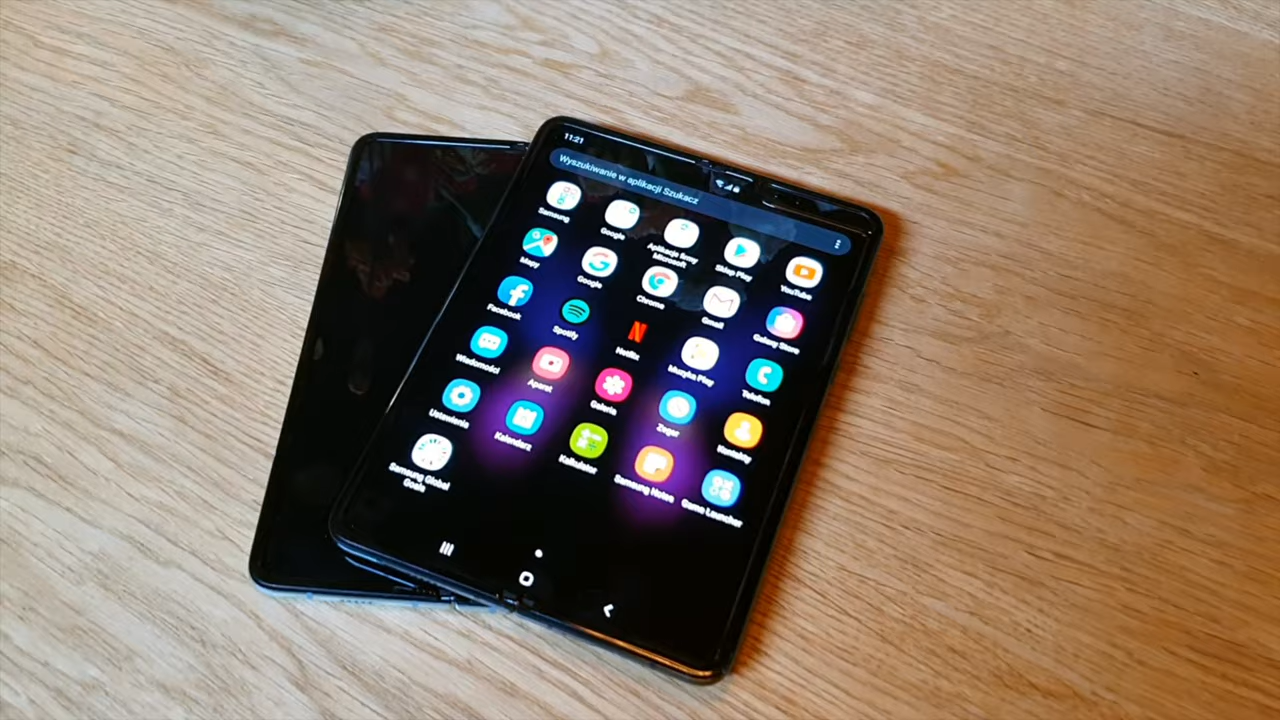 11:21
Wyszukiwanie w aplikacji Szukacz
Samsung
Google
Aplikacje firmy
Microsoft
Sklep Play
YouTube
Mapy
Google
Chrome
Gmail
Galaxy Store
Facebook
Spotify
Netflix
Muzyka Play
Telefon
Wiadomości
Aparat
Galeria
Zegar
Kontakty
Ustawienia
Kalendarz
Kalkulator
Samsung Notes
Game Launcher
Samsung Global
Goals